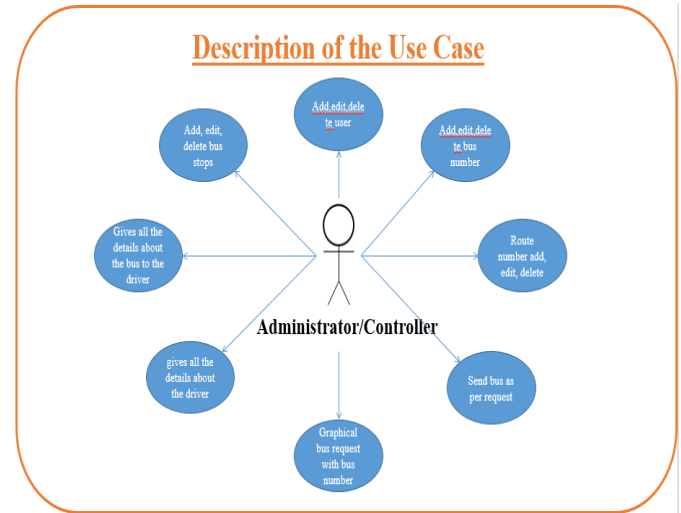 Description of the Use Case
Add,edit,dele
te user
Add, edit,
delete bus
stops
Add,edit,dele
te bus
number
Gives all the
details about
the bus to the
driver
Route
number add,
edit, delete
Administrator/Controller
gives all the
details about
the driver
Send bus as
per request
Graphical
bus request
with bus
number